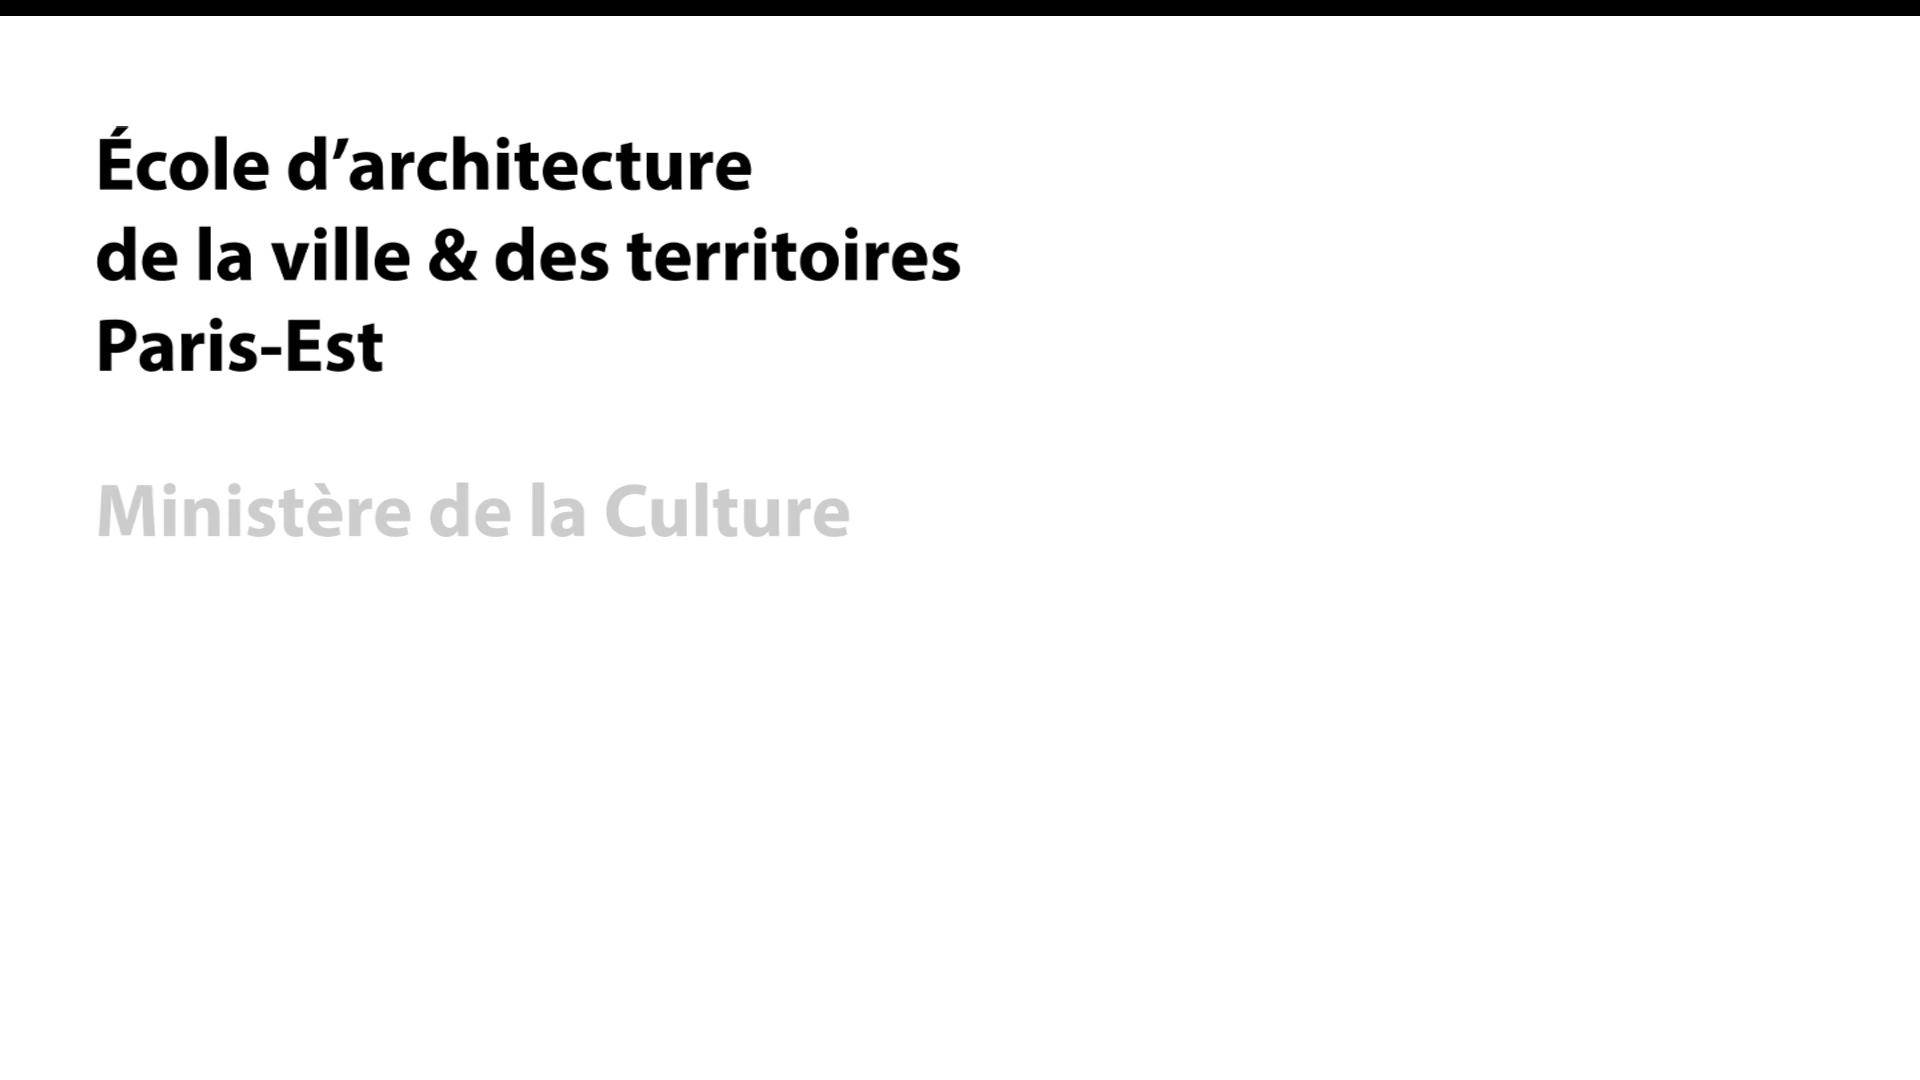 École d’architecture
de la ville & des territoires
Paris-Est
Ministère de la Culture